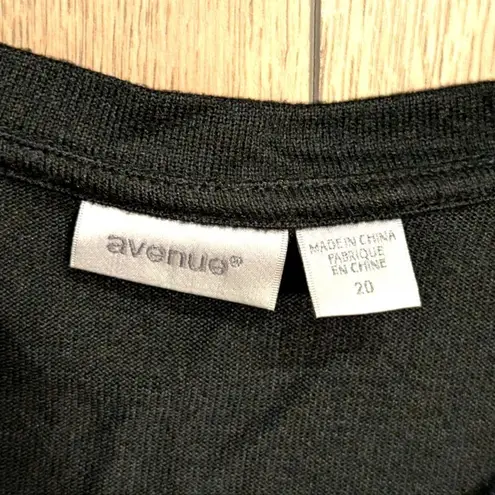 avenue®
MADE IN CHINA
FABRIQUE
EN CHINE
20